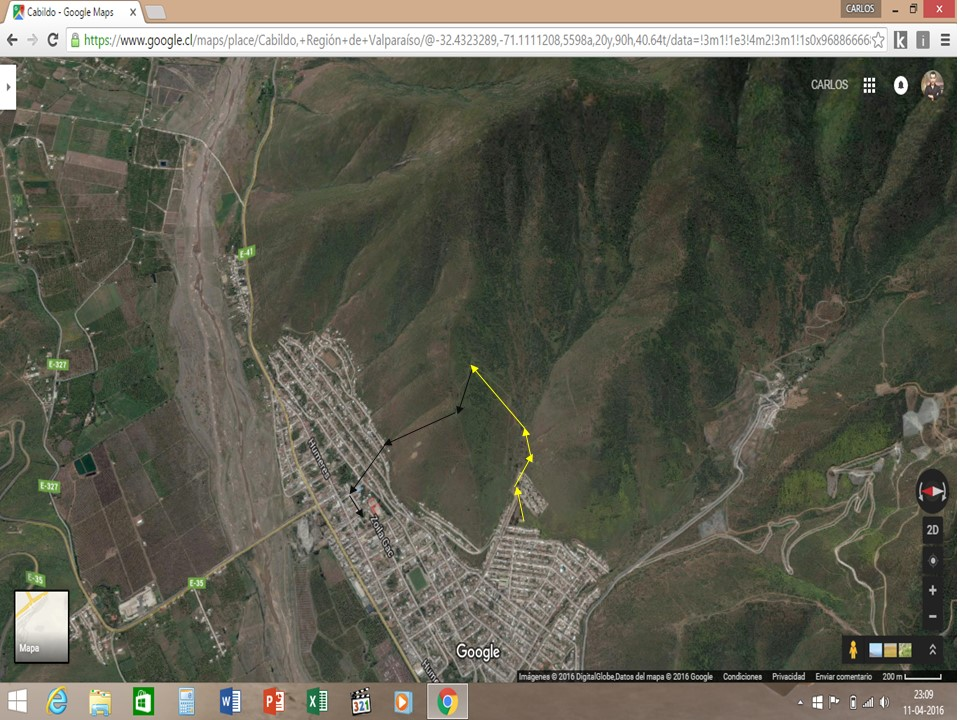 Cabildo - Google Maps
CARLOS
https://www.google.cl/maps/place/Cabildo,+Región+de+Valparaíso/@-32.4323289,-71.1111208,5598a,20y,90h,40.64t/data=!3m1!1e3!4m2!3m1!1s0x96886666
CARLOS
E-41
E-327
Humeres
E-327
Zoila Gac
2D
E-35
E-35
Mapa
Google
Imágenes © 2016 DigitalGlobe,Datos del mapa © 2016 Google Condiciones Privacidad Enviar comentario 200 m
23:09
11-04-2016